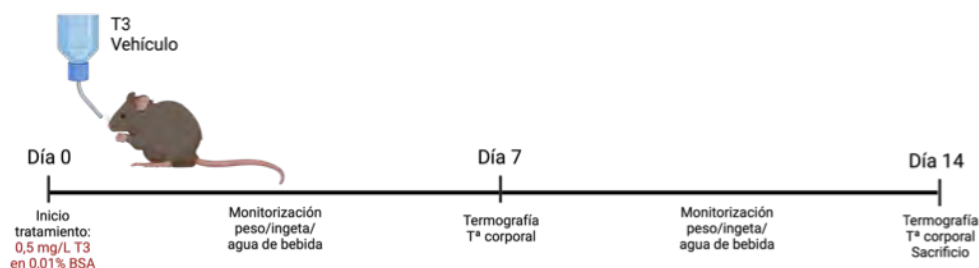 T3
Vehículo
Día 0
Día 7
Día 14
Inicio
tratamiento:
0,5 mg/L T3
en 0.01% BSA
Monitorización
peso/ingeta/
agua de bebida
Termografía
Tª corporal
Monitorización
peso/ingeta/
agua de bebida
Termografía
Tª corporal
Sacrificio